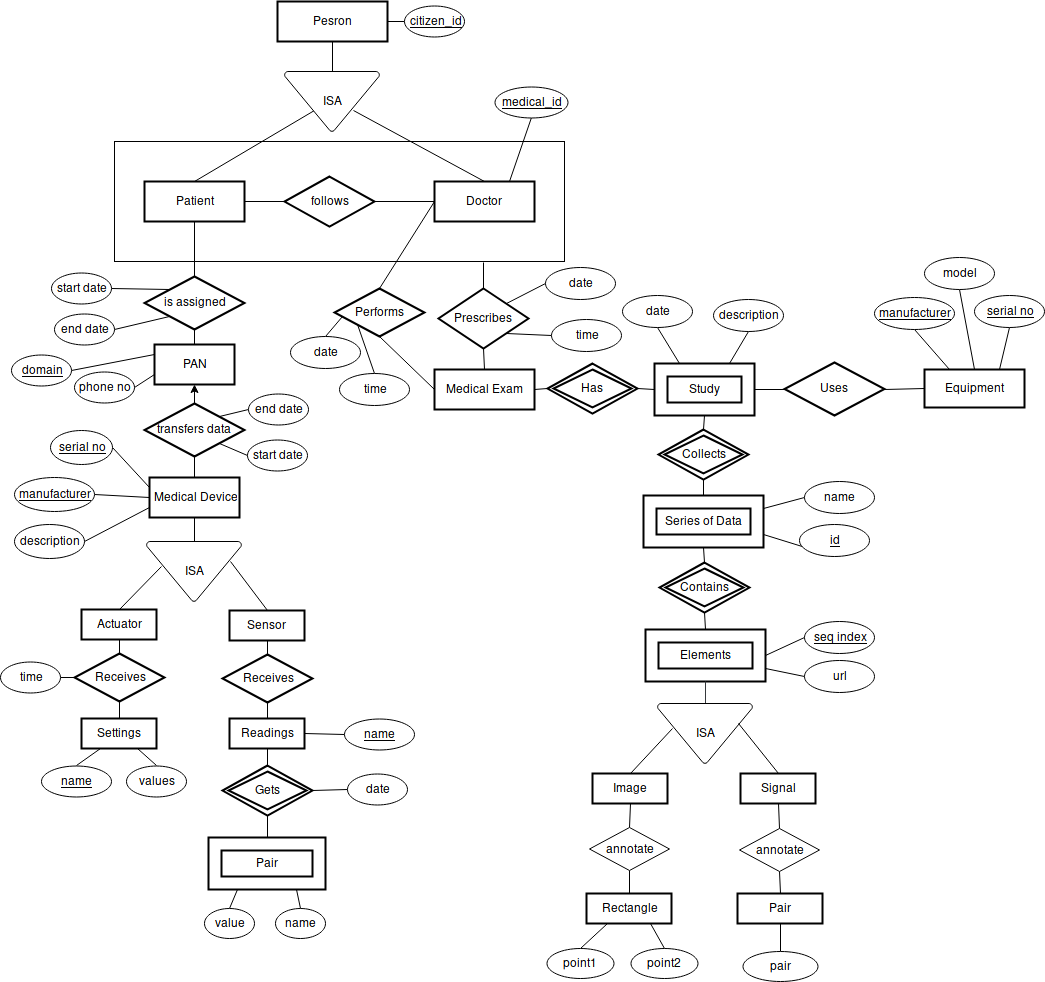 Pesron
citizen_id
ISA
medical_id
Patient
follows
Doctor
start date
is assigned
end date
Performs
Prescribes
date
time
date
time
date
description
model
manufacturer
serial no
domain
PAN
phone no
Medical Exam
Has
Study
Uses
Equipment
transfers data
end date
start date
Collects
serial no
manufacturer
description
Medical Device
Series of Data
name
id
ISA
Contains
Actuator
Sensor
Elements
seq index
url
time
Receives
Receives
Settings
Readings
name
ISA
name
values
Gets
date
Image
Signal
annotate
annotate
Pair
Rectangle
Pair
value
name
point1
point2
pair